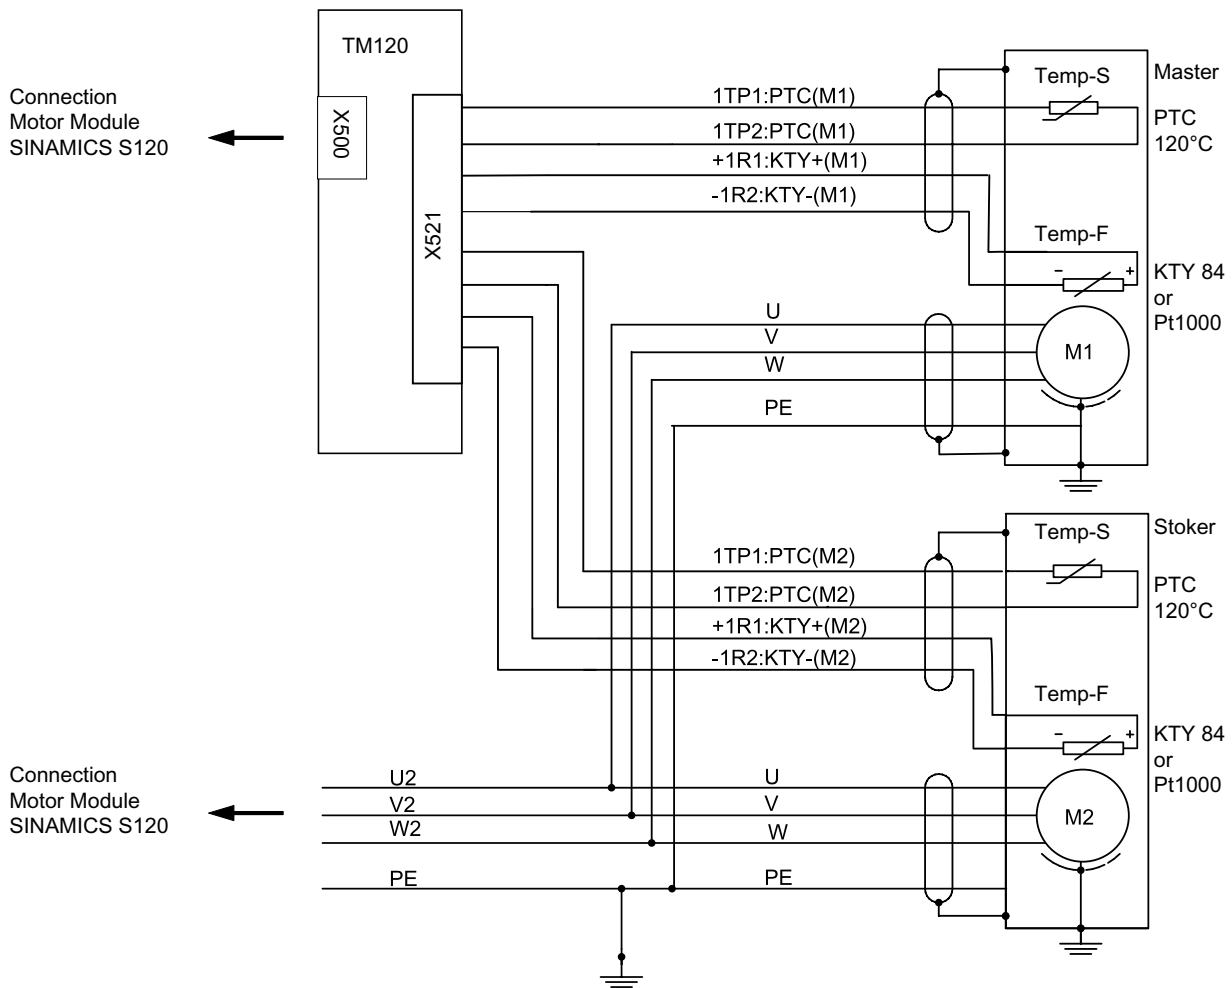 TM120
Connection
Motor Module
SINAMICS S120
X500
X521
1TP1:PTC(M1)
1TP2:PTC(M1)
+1R1:KTY+(M1)
-1R2:KTY-(M1)
Temp-S
Master
PTC
120°C
Temp-F
- +
KTY 84
or
Pt1000
U
V
W
PE
M1
1TP1:PTC(M2)
1TP2:PTC(M2)
+1R1:KTY+(M2)
-1R2:KTY-(M2)
Temp-S
Stoker
PTC
120°C
Temp-F
- +
KTY 84
or
Pt1000
Connection
Motor Module
SINAMICS S120
U2
V2
W2
PE
U
V
W
PE
M2